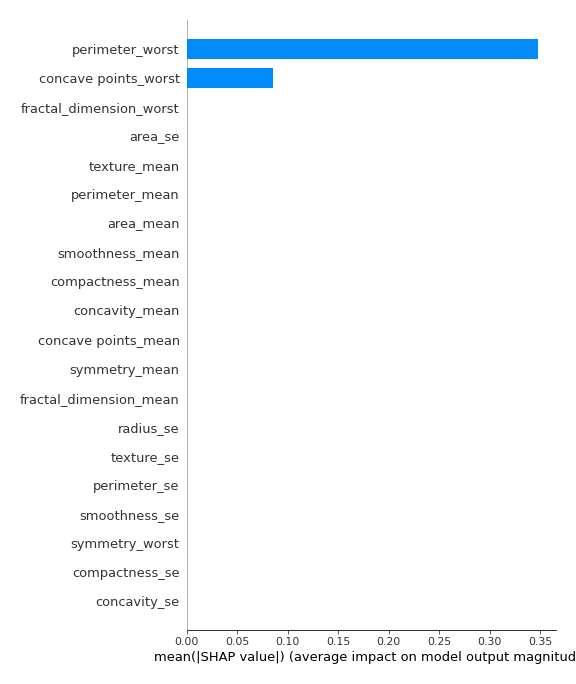 perimeter_worst
concave points_worst
fractal_dimension_worst
area_se
texture_mean
perimeter_mean
area_mean
smoothness_mean
compactness_mean
concavity_mean
concave points_mean
symmetry_mean
fractal_dimension_mean
radius_se
texture_se
perimeter_se
smoothness_se
symmetry_worst
compactness_se
concavity_se
0.00 0.05 0.10 0.15 0.20 0.25 0.30 0.35
mean(|SHAP value|) (average impact on model output magnitud